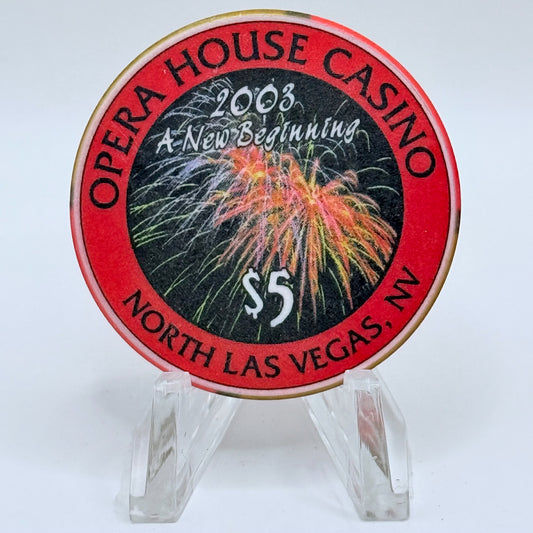 OPERA HOUSE CASINO
2003
A New Beginning
$5
NORTH LAS VEGAS, NV